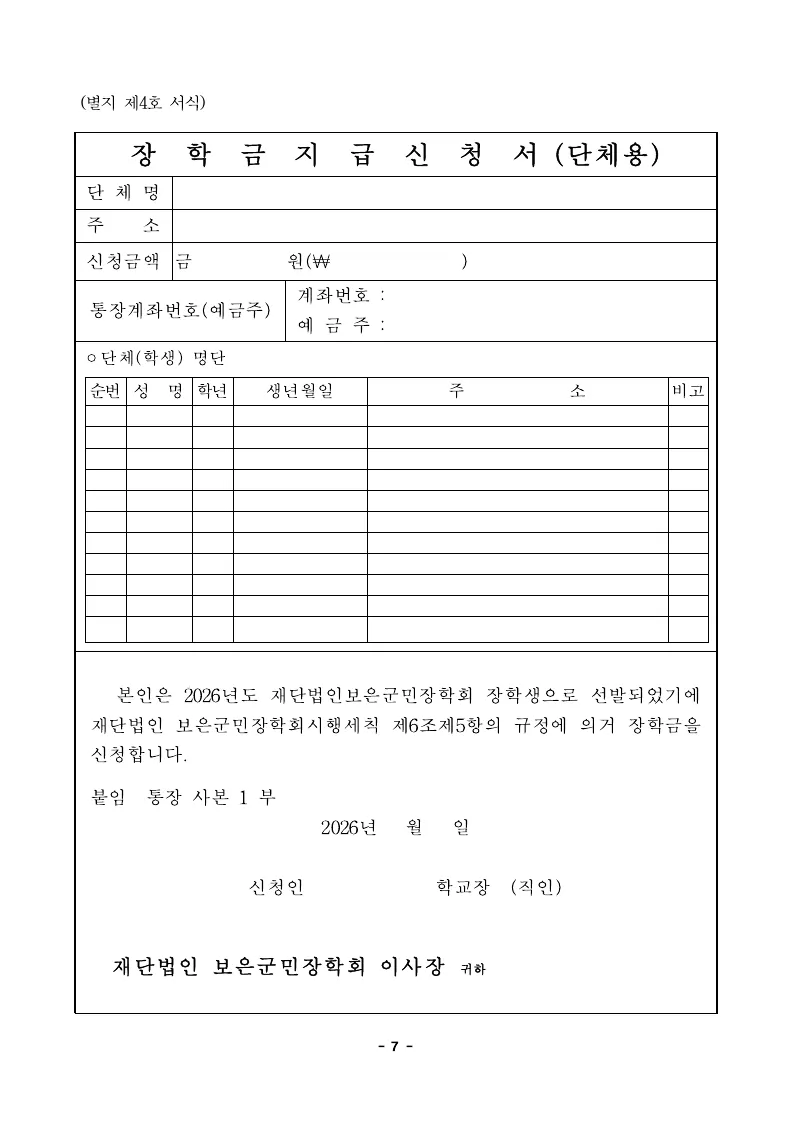 (별지 제4호 서식)
장 학 금 지 급 신 청 서 (단체용)
단 체 명
주 소
신청금액 금 원(₩ )
통장계좌번호(예금주)
계좌번호 :
예 금 주 :
○ 단체(학생) 명단
순번 성 명 학년 생년월일 주 소 비고
본인은 2026년도 재단법인보은군민장학회 장학생으로 선발되었기에
재단법인 보은군민장학회시행세칙 제6조제5항의 규정에 의거 장학금을
신청합니다.
붙임 통장 사본 1 부
2026년 월 일
신청인 학교장 (직인)
재단법인 보은군민장학회 이사장 귀하
- 7 -